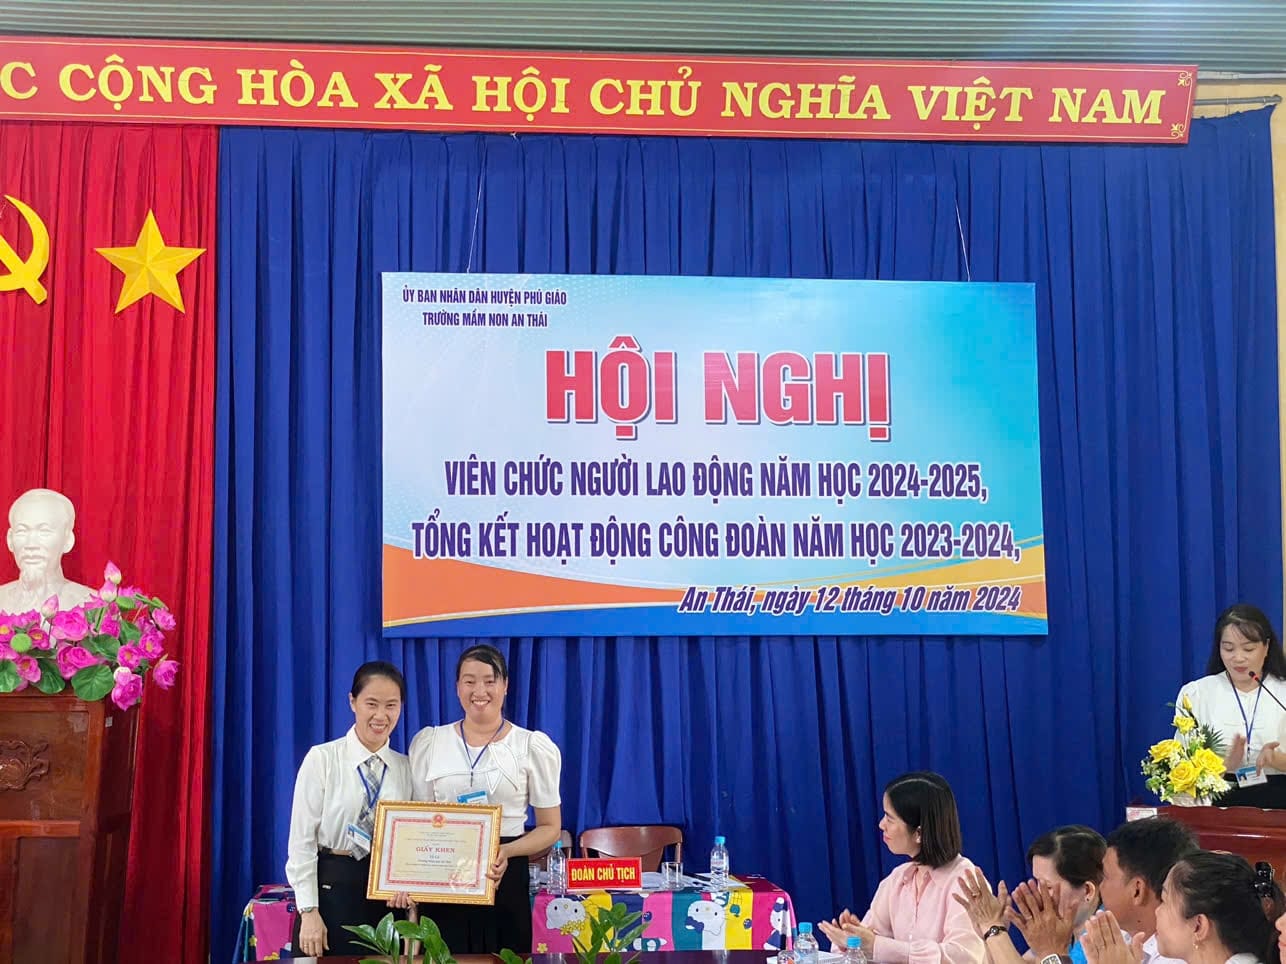 C CỘNG HÒA XÃ HỘI CHỦ NGHĨA VIỆT NAM
ỦY BAN NHÂN DÂN HUYỆN PHÚ GIÁO
TRƯỜNG MẦM NON AN THÁI
HỘI NGHỊ
VIÊN CHỨC NGƯỜI LAO ĐỘNG NĂM HỌC 2024-2025,
TỔNG KẾT HOẠT ĐỘNG CÔNG ĐOÀN NĂM HỌC 2023-2024,
An Thái, ngày 12 tháng 10 năm 2024
GIẤY KHEN
ĐOÀN CHỦ TỊCH